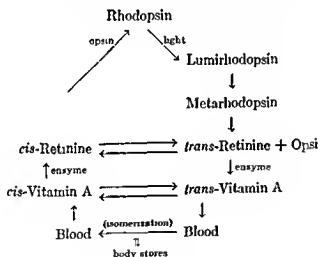 Rhodopsin
opsin light
Lumirhodopsin
Metarhodopsin
cis-Retinine trans-Retinine + Opsi
enzyme enzyme
cis-Vitamin A trans-Vitamin A
(isomerization)
Blood Blood
body stores